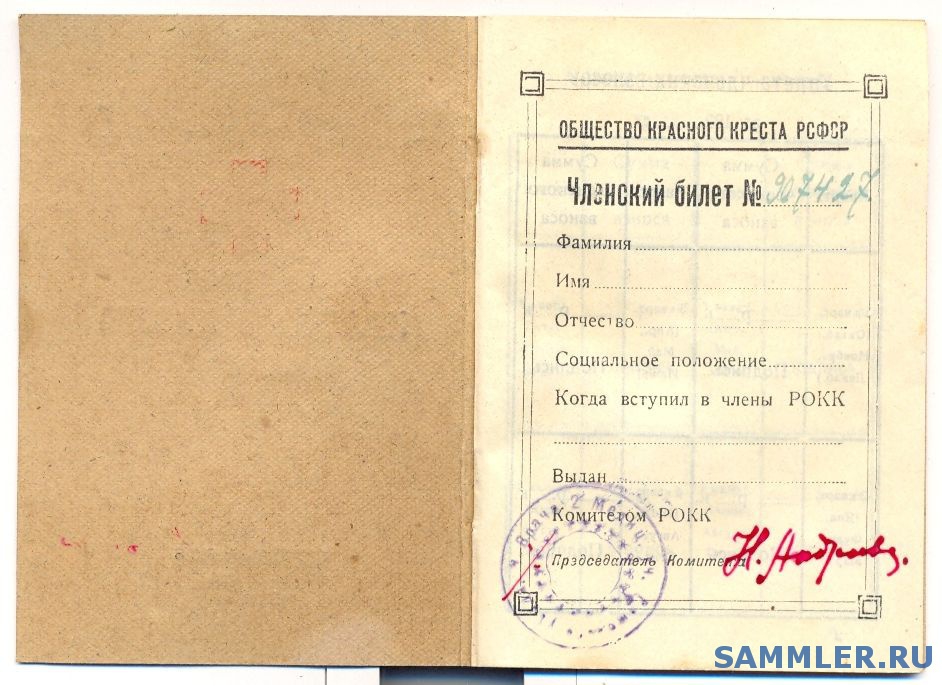 ОБЩЕСТВО КРАСНОГО КРЕСТА РСФСР
Членский билет № 907427
Фамилия
Имя
Отчество
Социальное положение
Когда вступил в члены РОКК
Выдан
Комитетом РОКК
Прздседатель Комитета
SAMMLER.RU